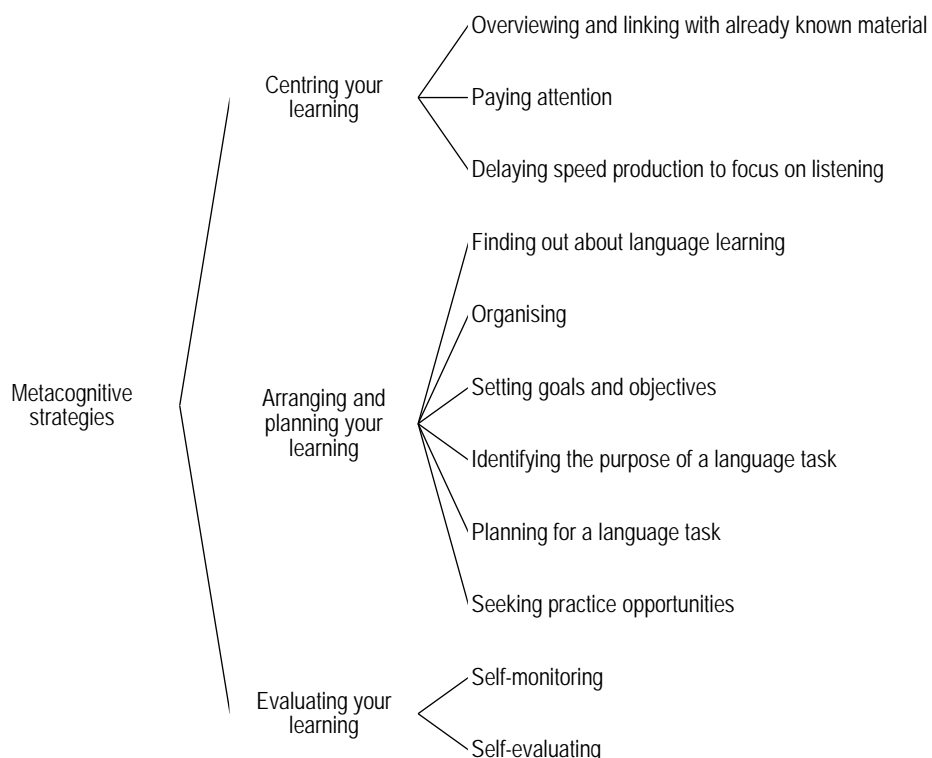 Overviewing and linking with already known material
Centring your
learning
Paying attention
Delaying speed production to focus on listening
Finding out about language learning
Organising
Metacognitive
strategies
Arranging and
planning your
learning
Setting goals and objectives
Identifying the purpose of a language task
Planning for a language task
Seeking practice opportunities
Evaluating your
learning
Self-monitoring
Self-evaluating